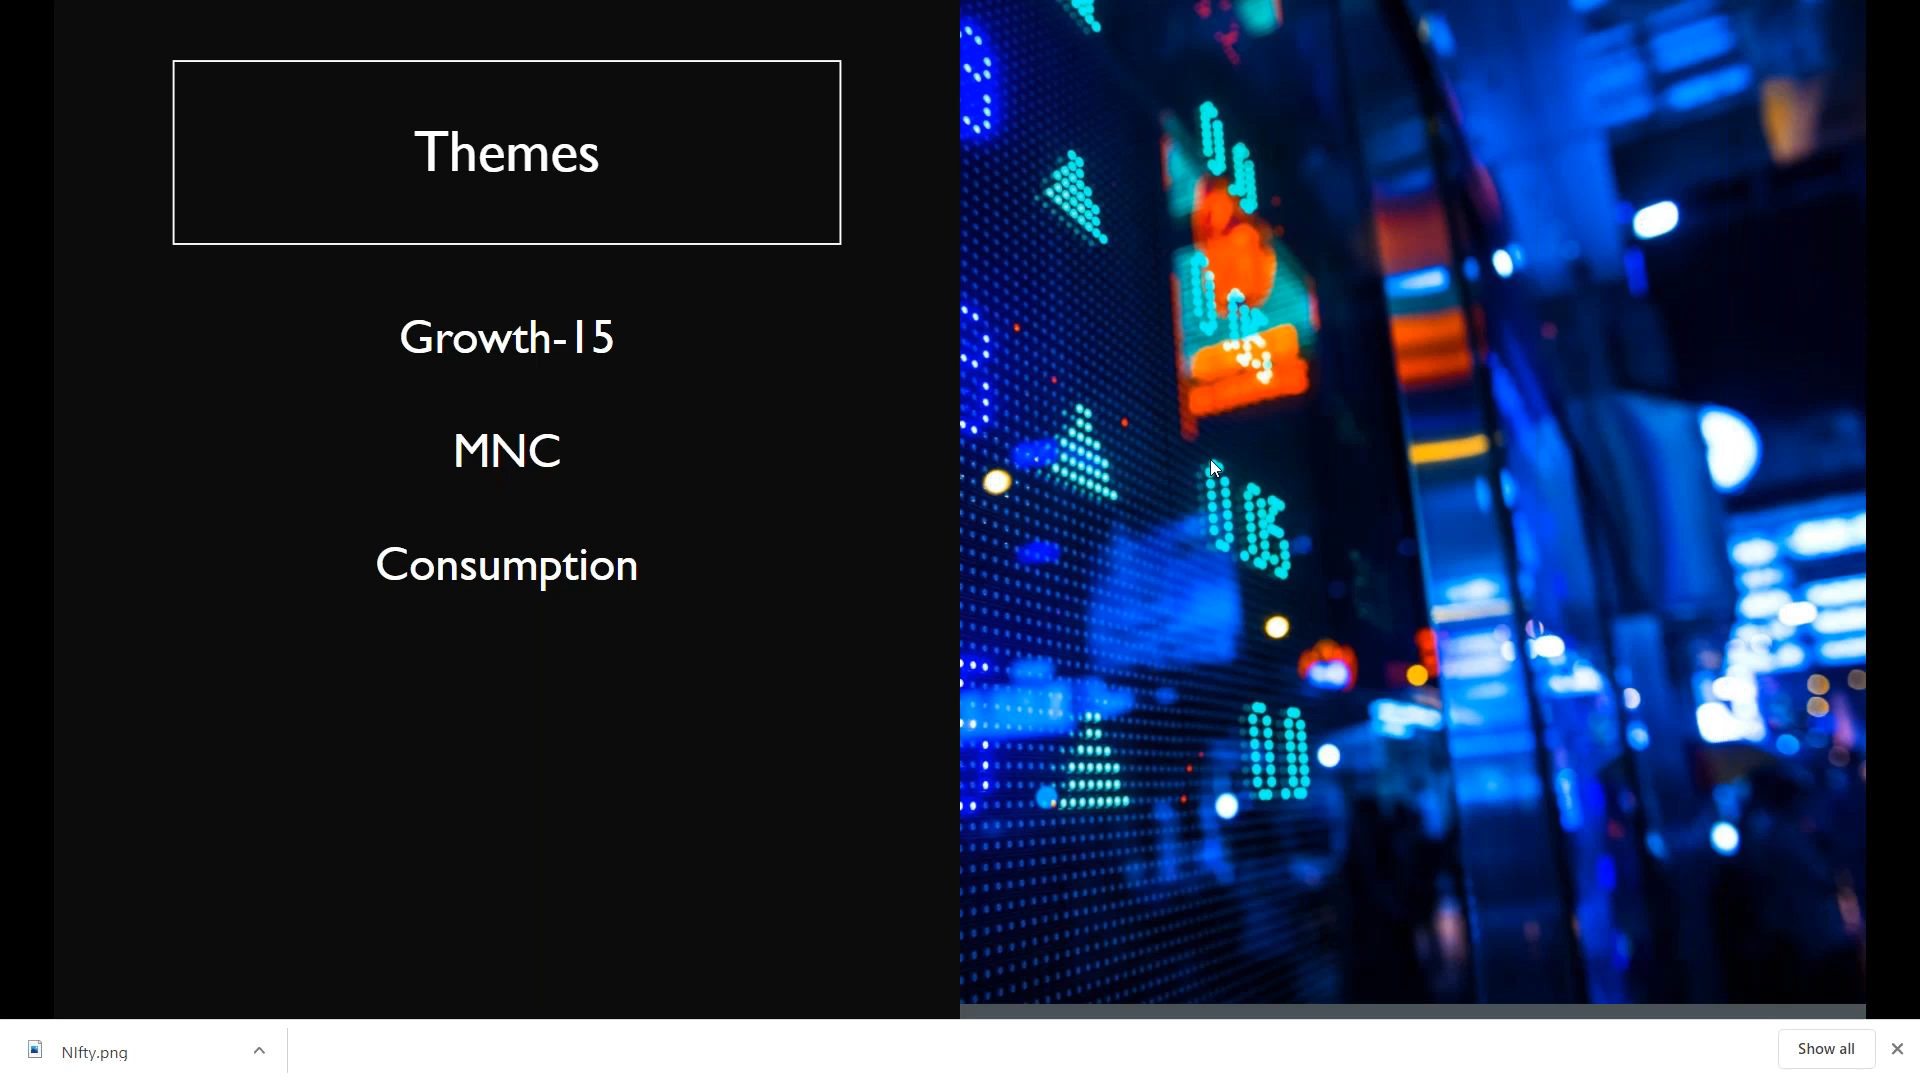 Themes
Growth-15
MNC
Consumption
NIfty.png
Show all